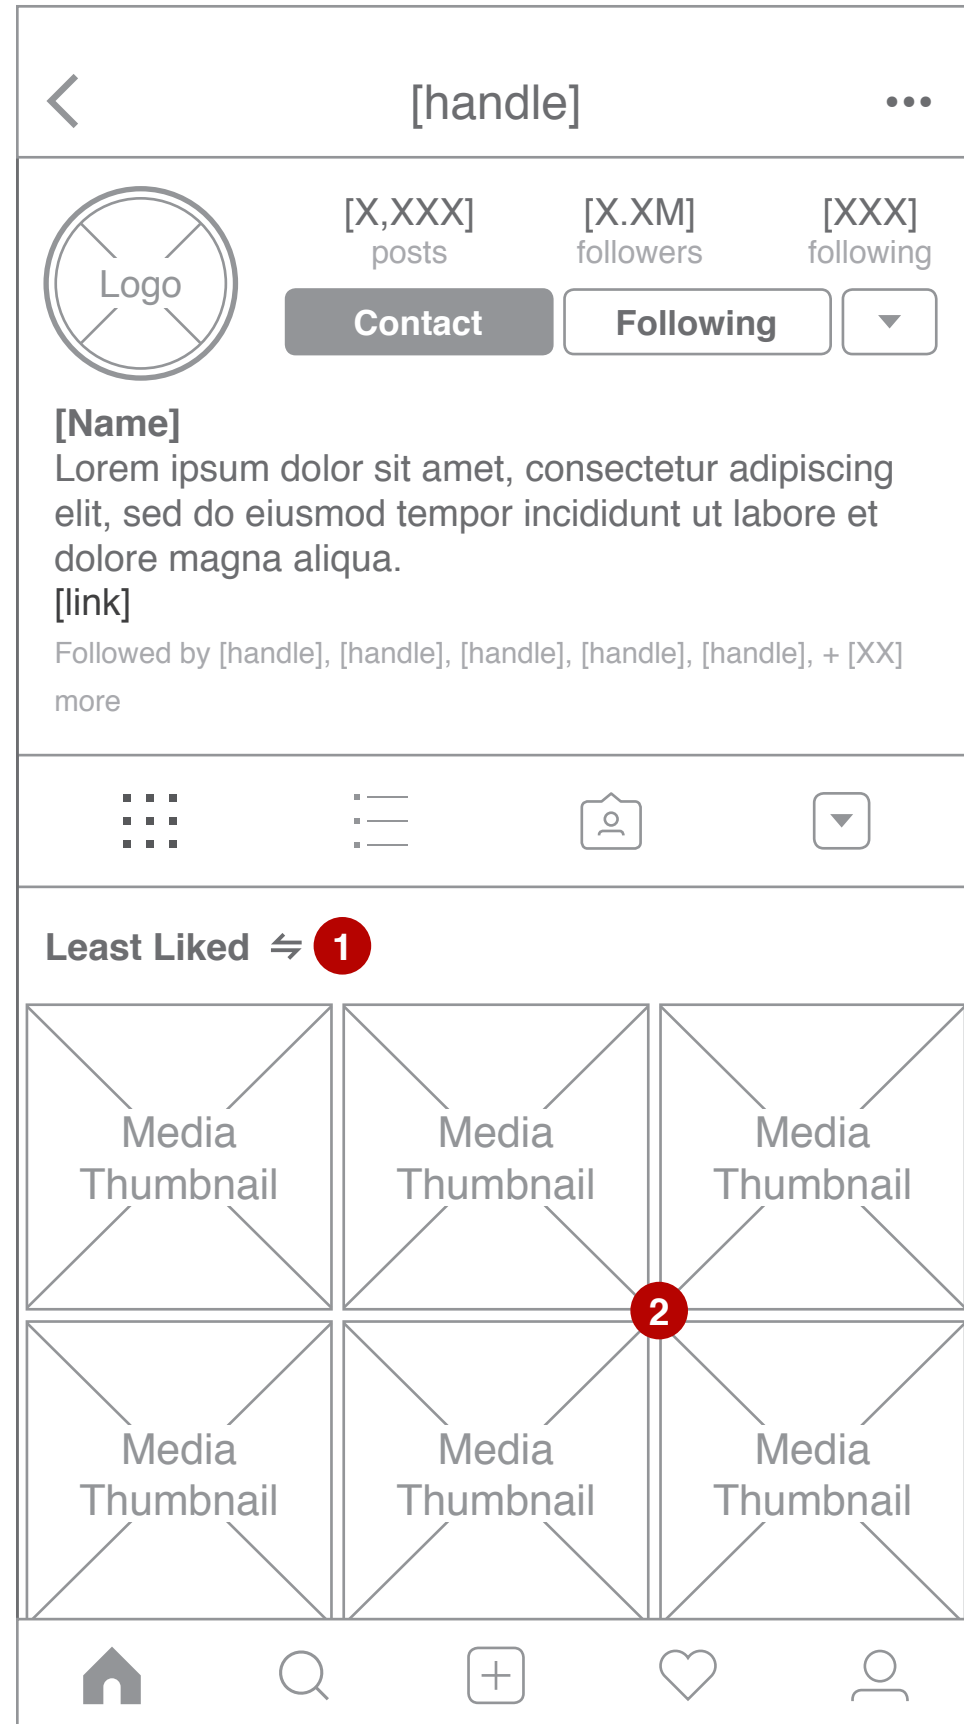 [handle]
[X,XXX] [X.XM] [XXX]
posts followers following
Logo
Contact Following
[Name]
Lorem ipsum dolor sit amet, consectetur adipiscing
elit, sed do eiusmod tempor incididunt ut labore et
dolore magna aliqua.
[link]
Followed by [handle], [handle], [handle], [handle], [handle], + [XX]
more
Least Liked 1
Media Media Media
Thumbnail Thumbnail Thumbnail
2
Media Media Media
Thumbnail Thumbnail Thumbnail